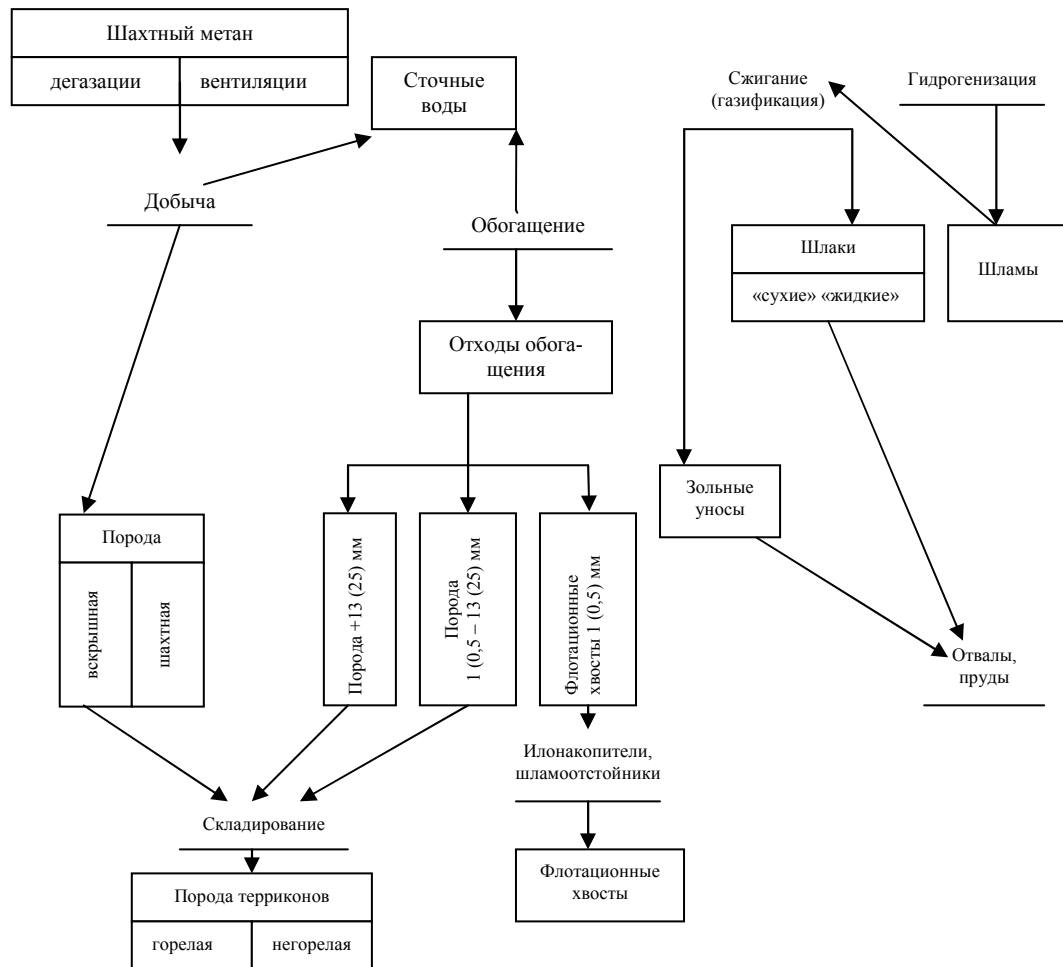 Шахтный метан
дегазации
вентиляции
Сточные
воды
Сжигание
(газификация)
Гидрогенизация
Добыча
Обогащение
Шлаки
«сухие» «жидкие»
Шламы
Отходы обога-
щения
Зольные
уносы
Порода
вскрышная
шахтная
Порода +13 (25) мм
Порода
1 (0,5 – 13 (25) мм
Флотационные
хвосты 1 (0,5) мм
Отвалы,
пруды
Илонакопители,
шламоотстойники
Складирование
Флотационные
хвосты
Порода терриконов
горелая
негорелая